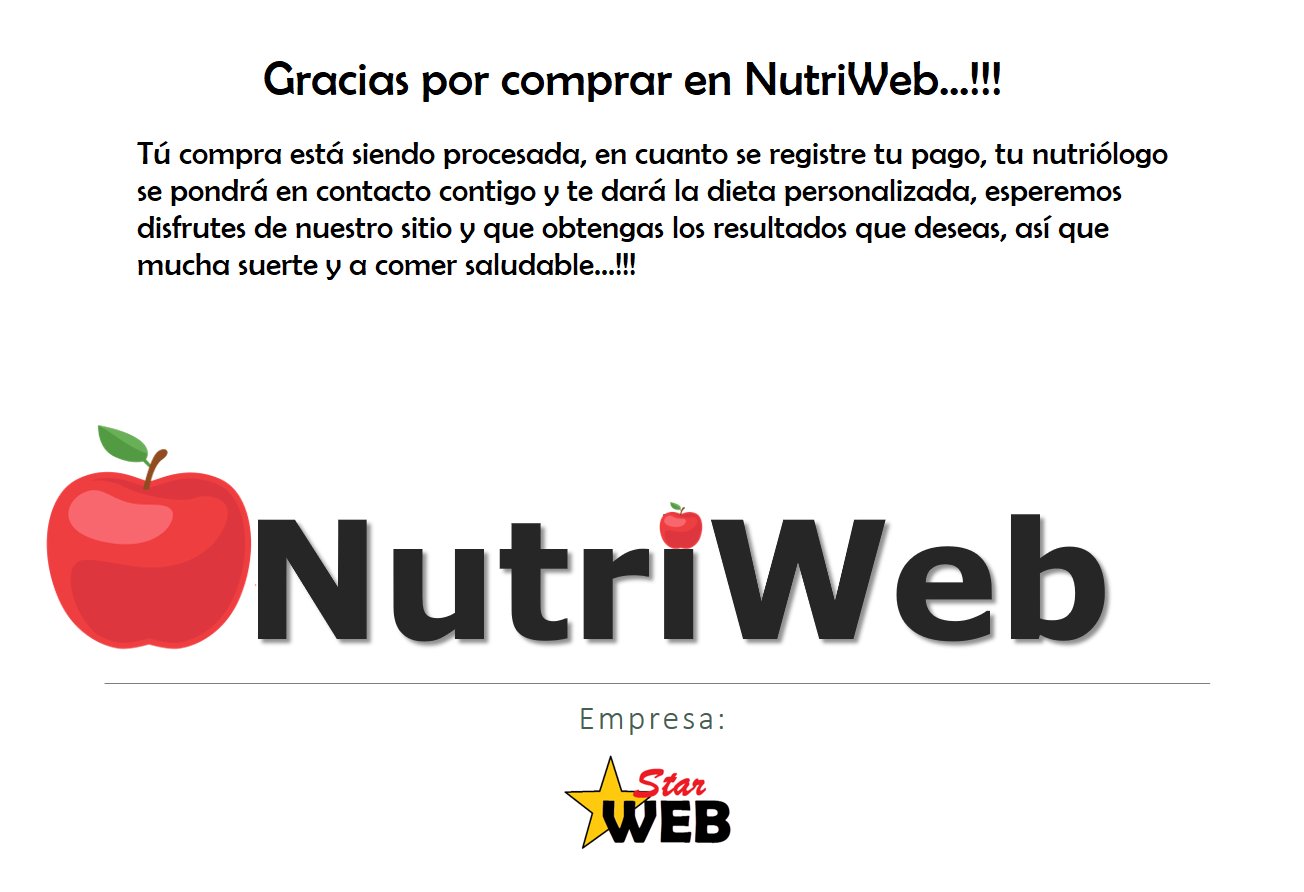 Gracias por comprar en NutriWeb...!!!
Tú compra está siendo procesada, en cuanto se registre tu pago, tu nutriólogo
se pondrá en contacto contigo y te dará la dieta personalizada, esperemos
disfrutes de nuestro sitio y que obtengas los resultados que deseas, así que
mucha suerte y a comer saludable...!!!
NutriWeb
Empresa:
Star
WEB